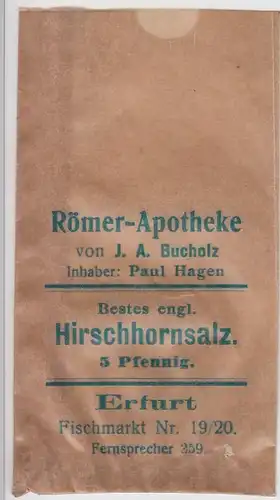 Römer-Apotheke
von J. A. Bucholz
Inhaber: Paul Hagen
Bestes engl.
Hirschhornsalz.
5 Pfennig.
Erfurt
Fischmarkt Nr. 19/20.
Fernsprecher 359.